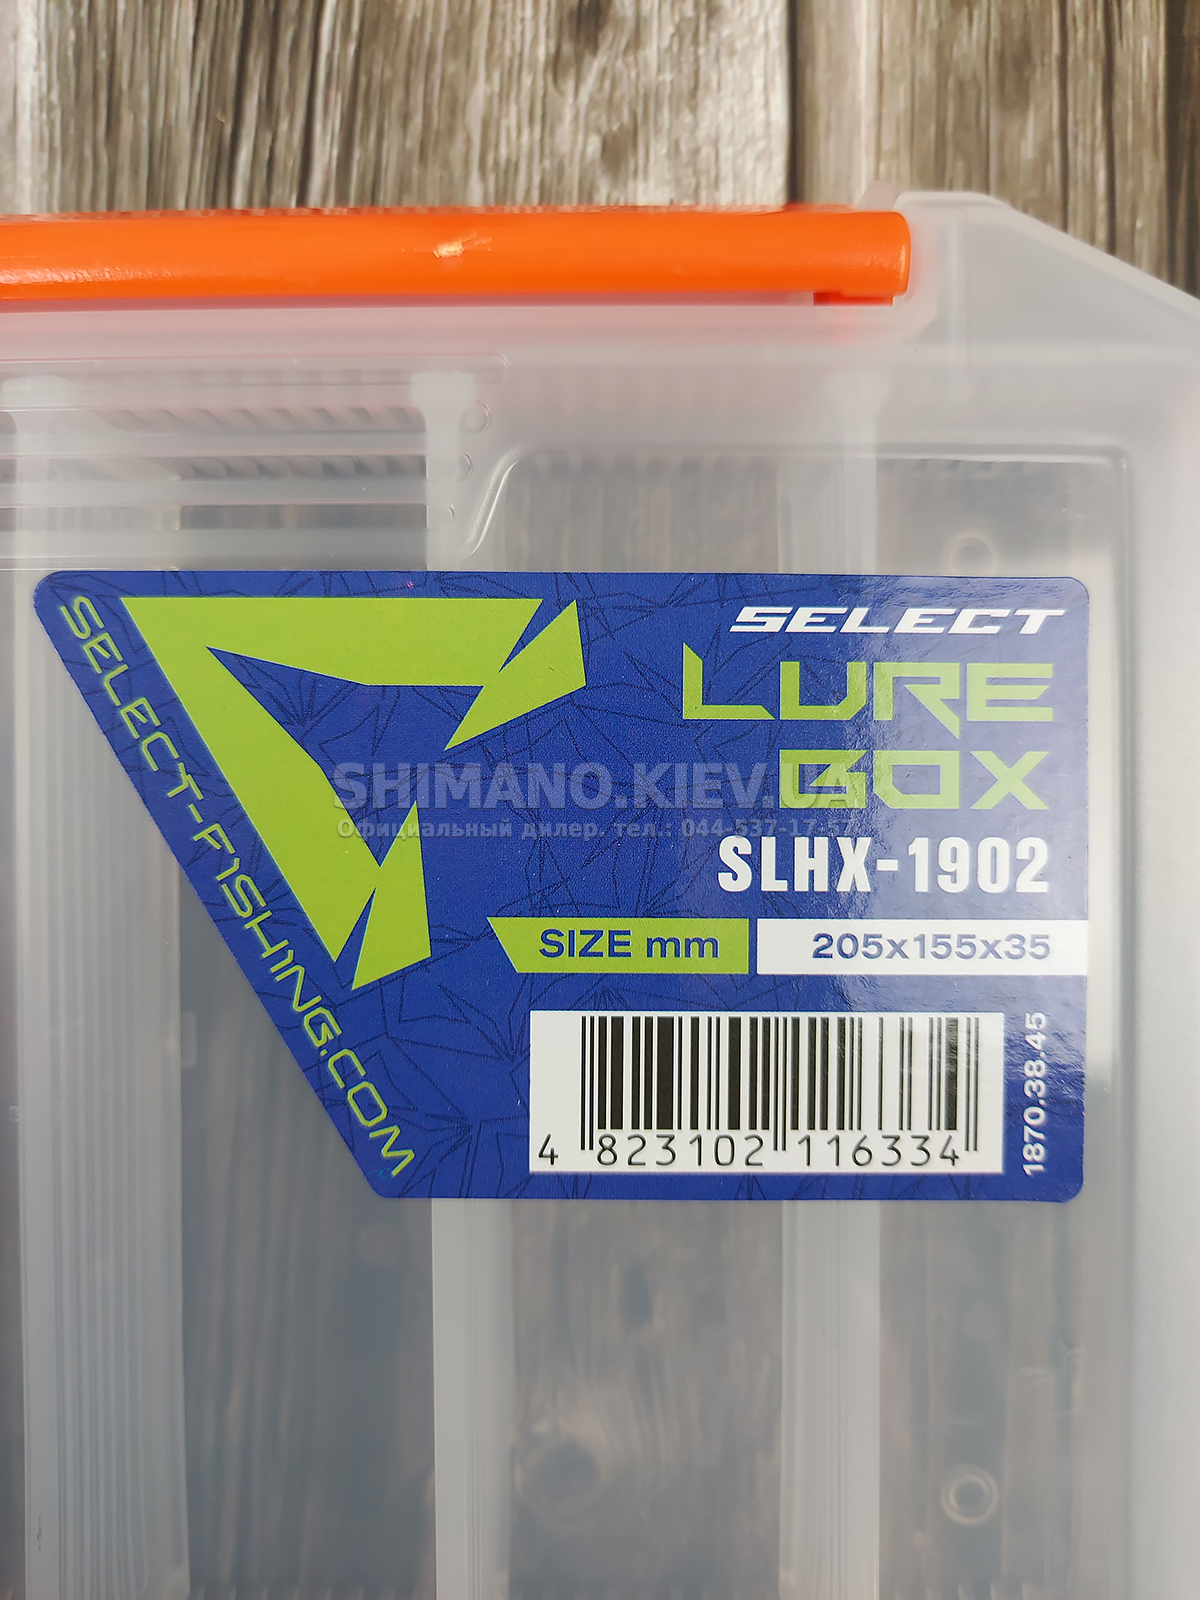 SELECT
LURE
BOX
SLHX-1902
SIZE mm 205x155x35
4 823102 116334
1870.38.45
SELECT-FISHING.COM
SHIMANO.KIEV.UA
Официальный дилер, тел.: 044-537-17-57